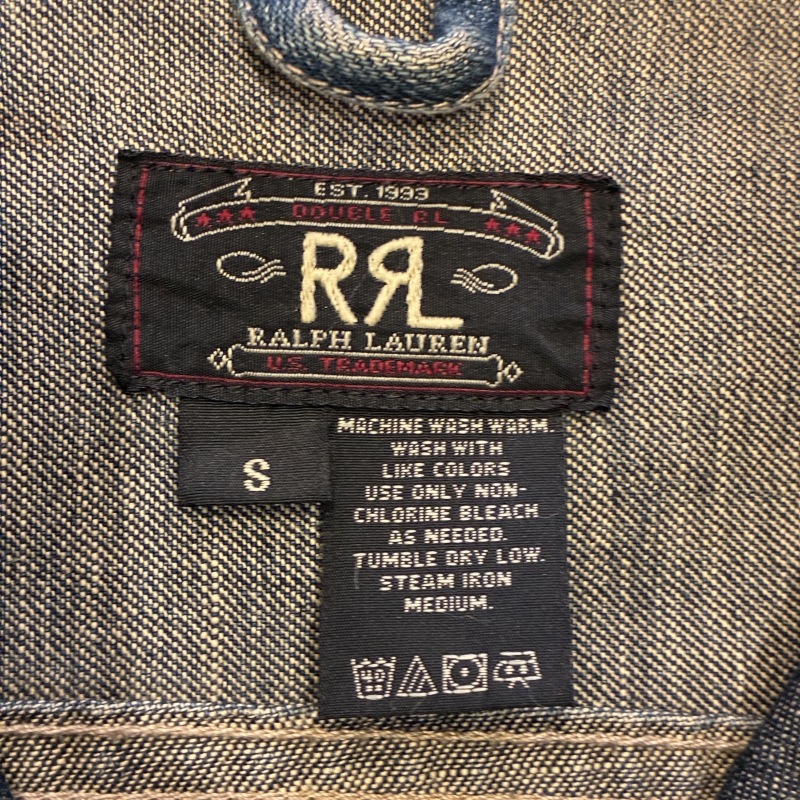 EST. 1993
DOUBLE RL
RRL
RALPH LAUREN
U.S. TRADEMARK
S
MACHINE WASH WARM.
WASH WITH
LIKE COLORS
USE ONLY NON-
CHLORINE BLEACH
AS NEEDED.
TUMBLE DRY LOW.
STEAM IRON
MEDIUM.
40